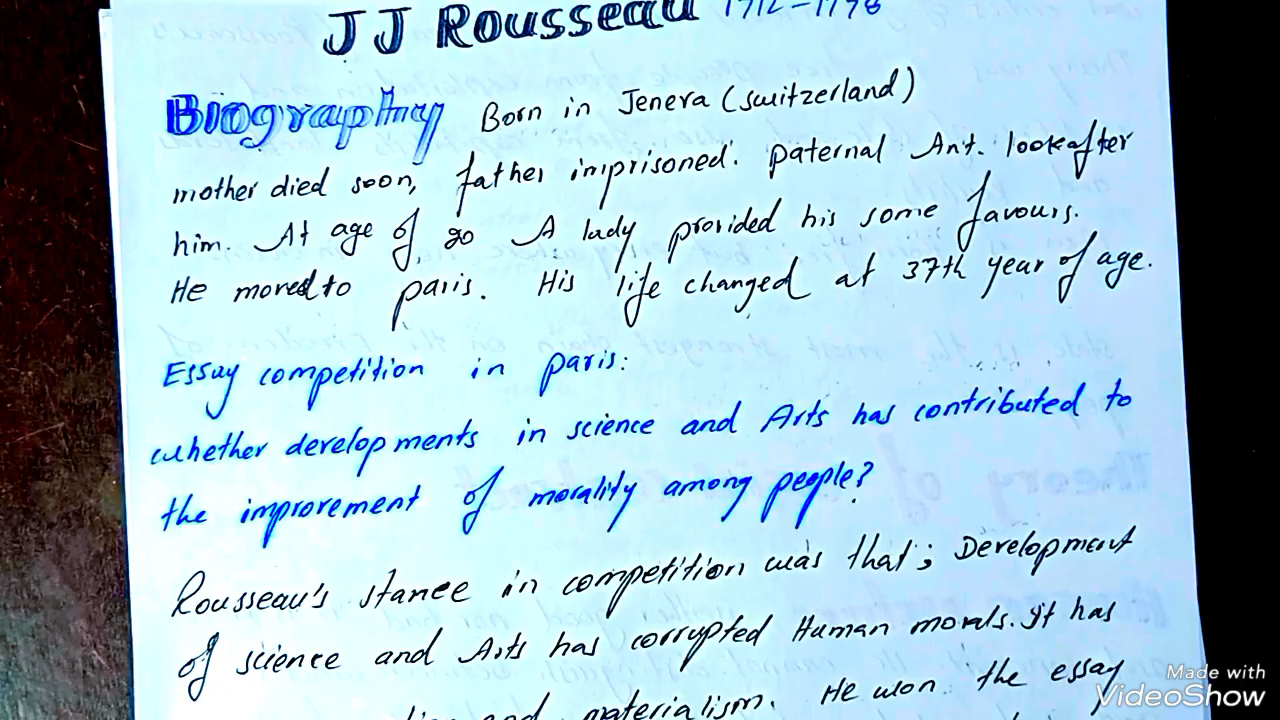 J J Rousseau 1712-1778
Biography Born in Jenera (switzerland)
mother died soon, father imprisoned. paternal Ant. lookafter
him. At age of 20 A lady provided his some favours.
He moved to paris. His life changed at 37th year of age.
Essay competition in paris:
whether developments in science and Arts has contributed to
the improvement of morality among people?
Rousseau's stance in competition was that; Development
of science and Arts has corrupted Human morals. It has
and materialism. He won the essay
Made with
VideoShow